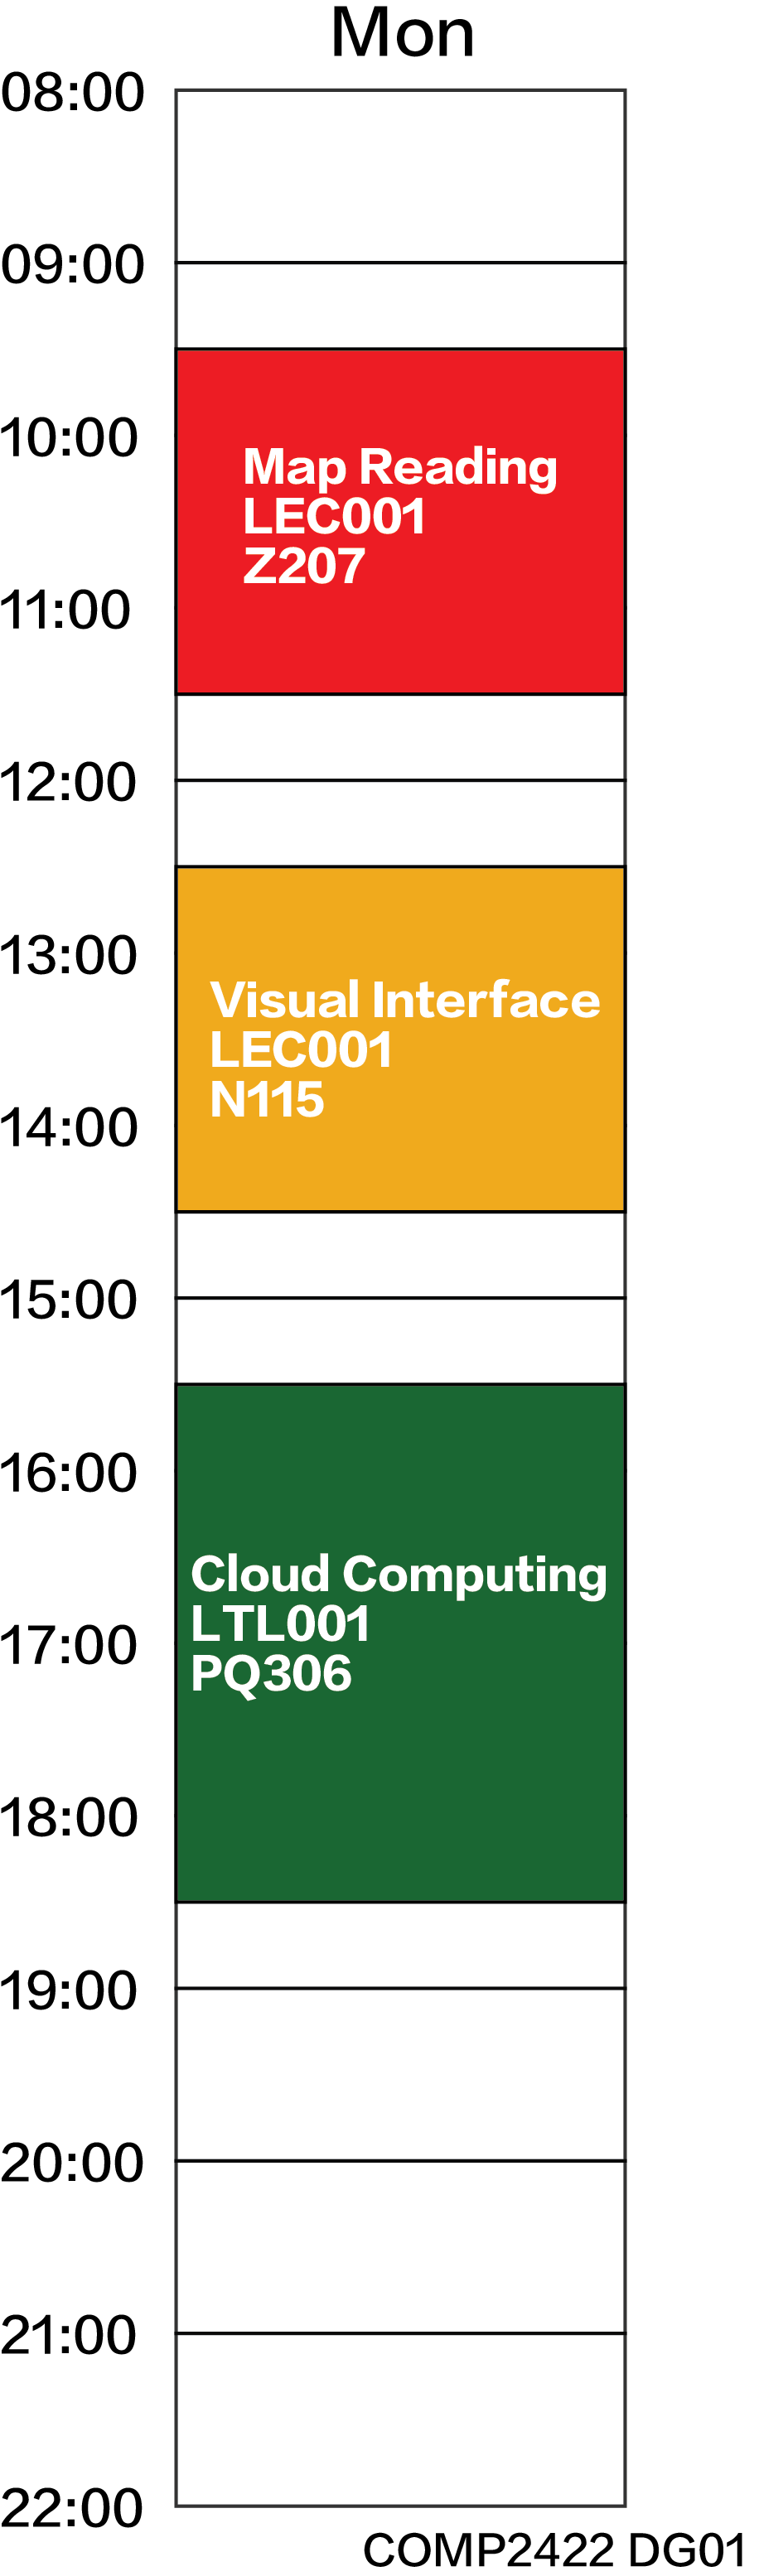 Mon
08:00
09:00
10:00
Map Reading
LEC001
Z207
11:00
12:00
13:00
Visual Interface
LEC001
N115
14:00
15:00
16:00
Cloud Computing
LTL001
PQ306
17:00
18:00
19:00
20:00
21:00
22:00
COMP2422 DG01